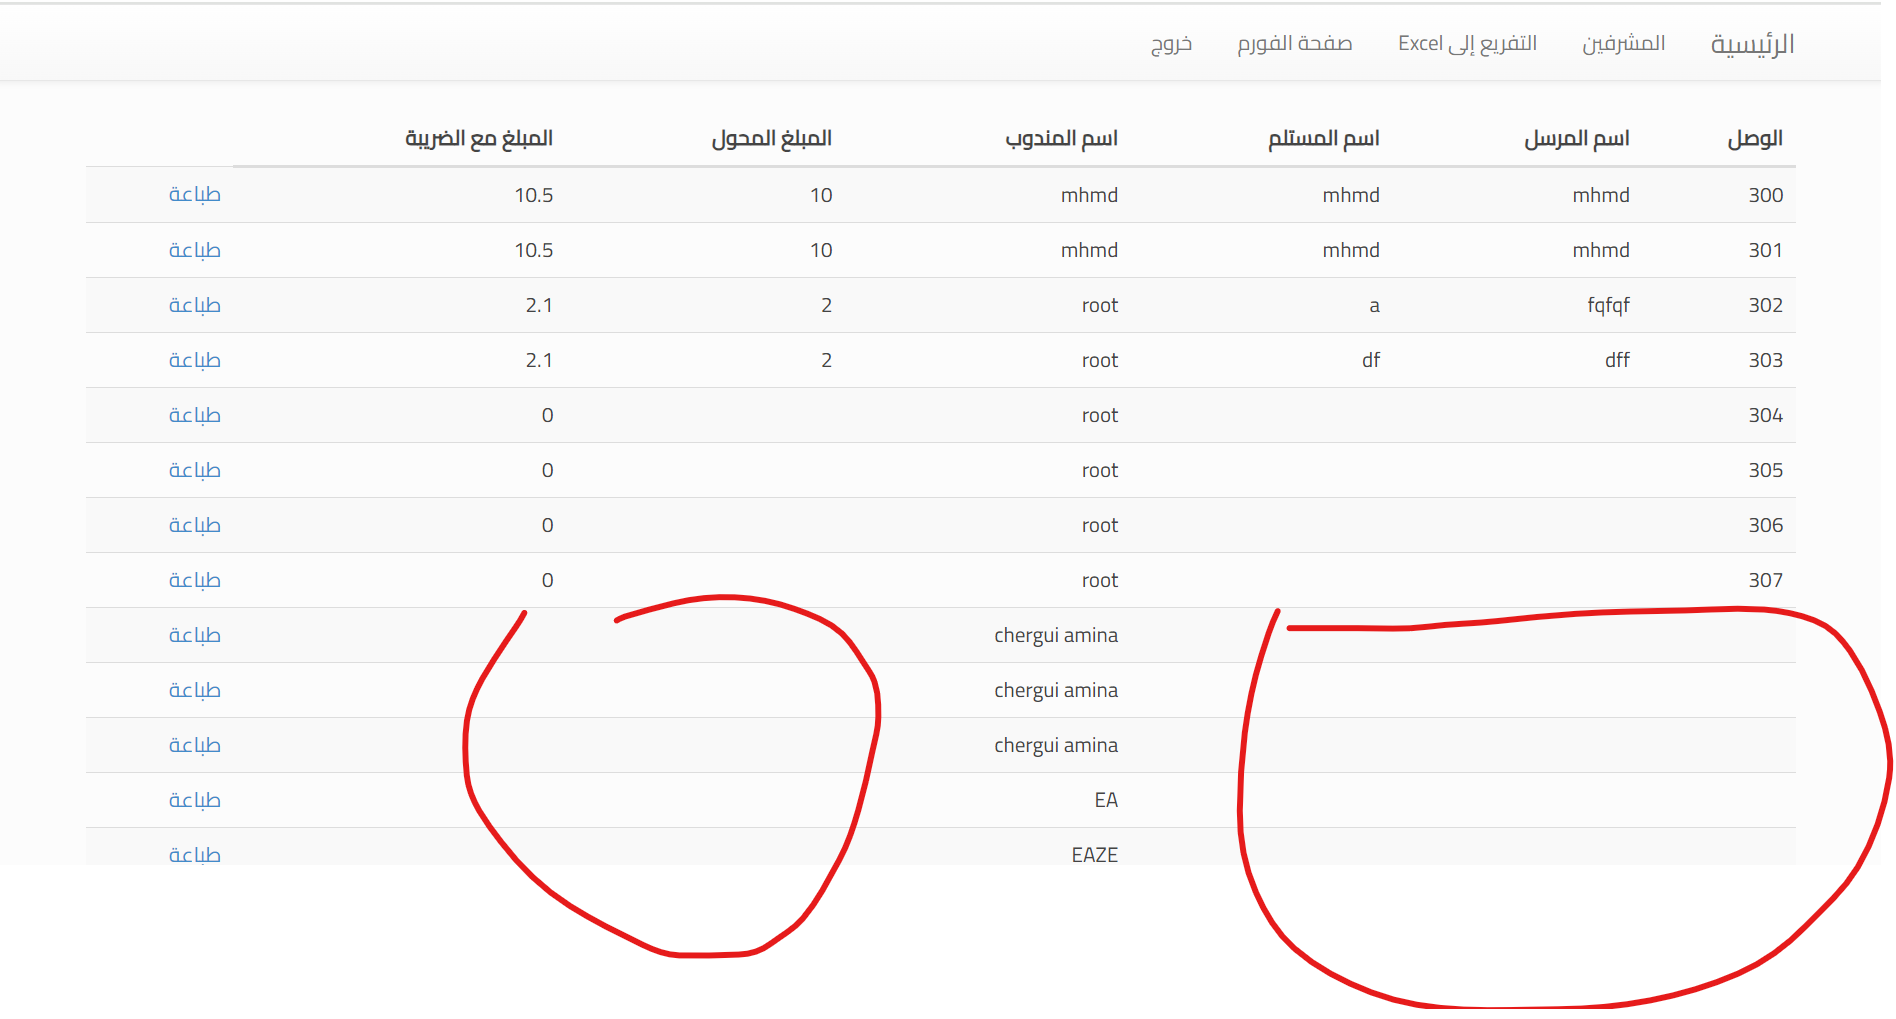 الرئيسية المشرفين التفريع إلى Excel صفحة الفورم خروج
الوصل اسم المرسل اسم المستلم اسم المندوب المبلغ المحول المبلغ مع الضريبة
300 mhmd mhmd mhmd 10 10.5 طباعة
301 mhmd mhmd mhmd 10 10.5 طباعة
302 fqfqf a root 2 2.1 طباعة
303 dff df root 2 2.1 طباعة
304 root 0 طباعة
305 root 0 طباعة
306 root 0 طباعة
307 root 0 طباعة
chergui amina طباعة
chergui amina طباعة
chergui amina طباعة
EA طباعة
EAZE طباعة